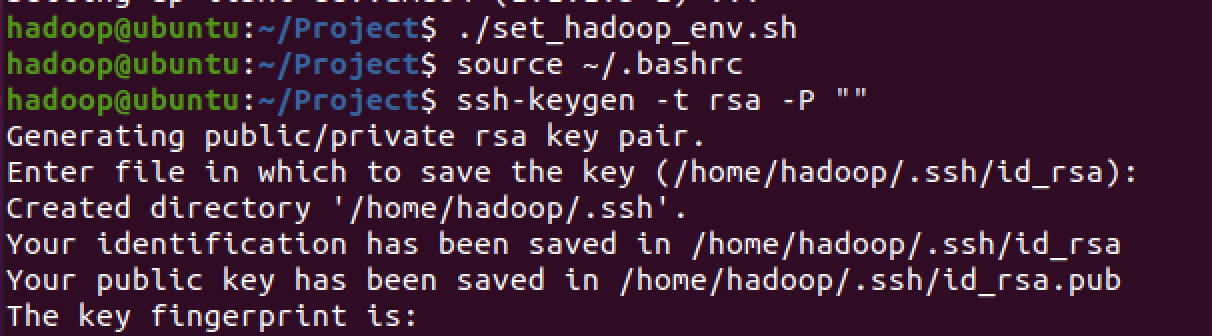 hadoop@ubuntu:~/Project$ ./set_hadoop_env.sh
hadoop@ubuntu:~/Project$ source ~/.bashrc
hadoop@ubuntu:~/Project$ ssh-keygen -t rsa -P ""
Generating public/private rsa key pair.
Enter file in which to save the key (/home/hadoop/.ssh/id_rsa):
Created directory '/home/hadoop/.ssh'.
Your identification has been saved in /home/hadoop/.ssh/id_rsa
Your public key has been saved in /home/hadoop/.ssh/id_rsa.pub
The key fingerprint is: